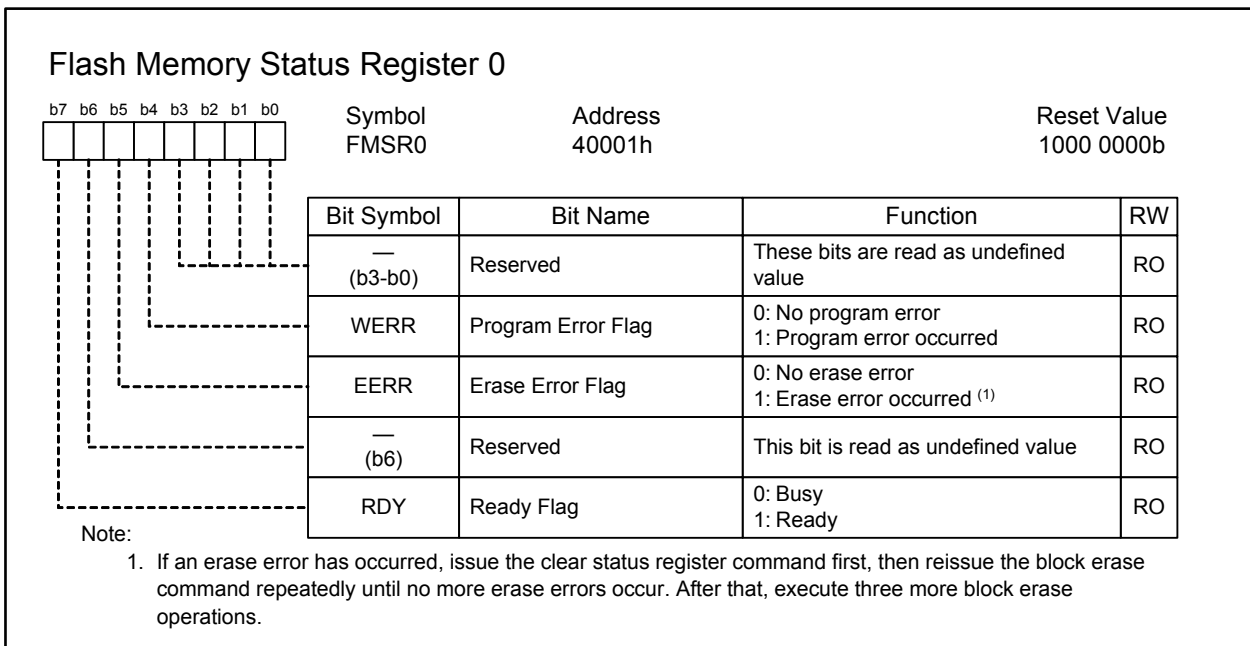 Flash Memory Status Register 0
b7 b6 b5 b4 b3 b2 b1 b0
Symbol Address Reset Value
FMSR0 40001h 1000 0000b
Bit Symbol Bit Name Function RW
— (b3-b0) Reserved These bits are read as undefined value RO
WERR Program Error Flag 0: No program error
1: Program error occurred RO
EERR Erase Error Flag 0: No erase error
1: Erase error occurred (1) RO
— (b6) Reserved This bit is read as undefined value RO
RDY Ready Flag 0: Busy
1: Ready RO
Note:
1. If an erase error has occurred, issue the clear status register command first, then reissue the block erase
command repeatedly until no more erase errors occur. After that, execute three more block erase
operations.